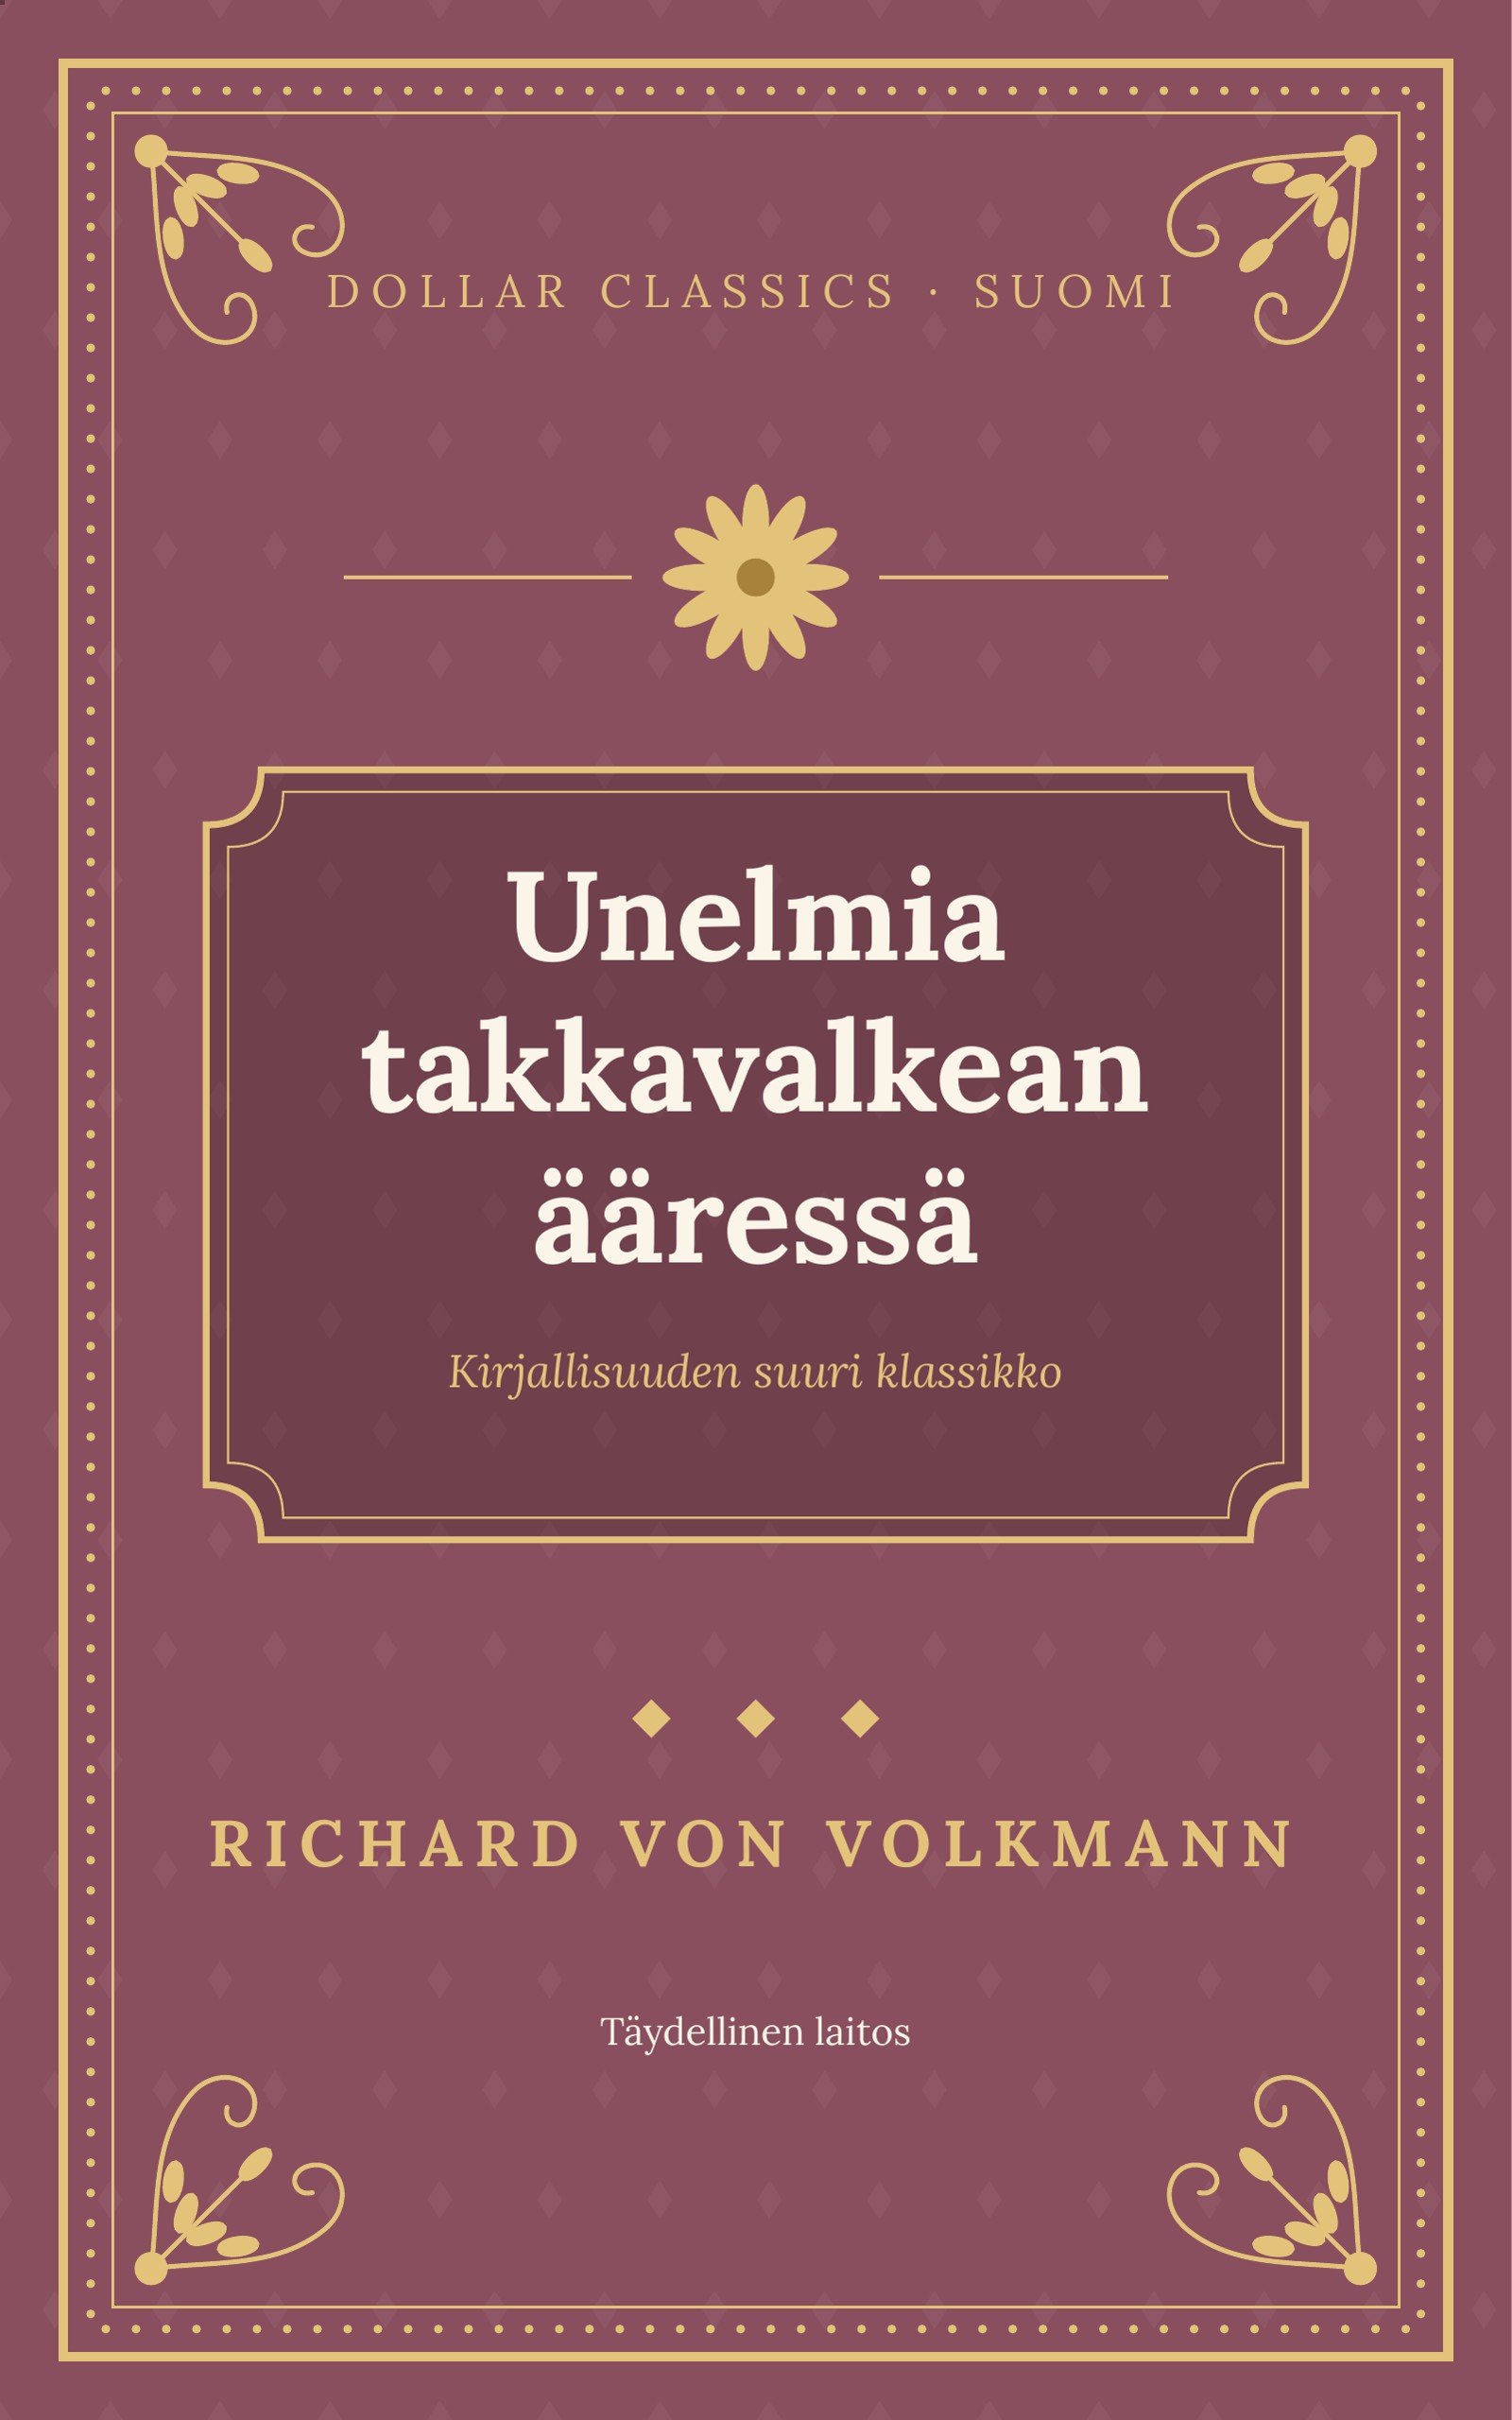 DOLLAR CLASSICS · SUOMI
Unelmia
takkavalkean
ääressä
Kirjallisuuden suuri klassikko
RICHARD VON VOLKMANN
Täydellinen laitos